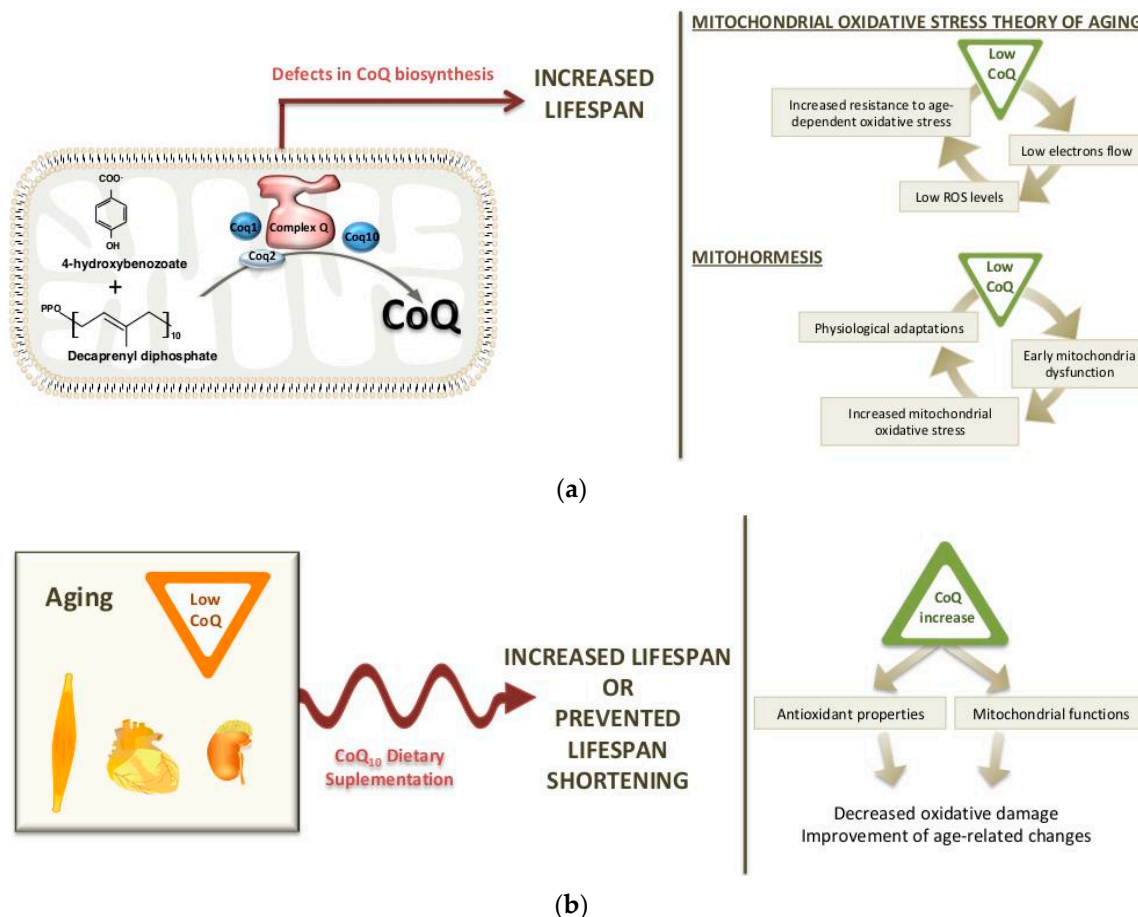 Defects in CoQ biosynthesis
INCREASED
LIFESPAN
COO-
OH
4-hydroxybenozoate
+
PPO
10
Decaprenyl diphosphate
Coq1
Complex Q
Coq10
Coq2
CoQ
MITOCHONDRIAL OXIDATIVE STRESS THEORY OF AGING
Low
CoQ
Increased resistance to age-
dependent oxidative stress
Low electrons flow
Low ROS levels
MITOHORMESIS
Low
CoQ
Physiological adaptations
Early mitochondrial
dysfunction
Increased mitochondrial
oxidative stress
(a)
Aging
Low
CoQ
CoQ10 Dietary
Suplementation
INCREASED LIFESPAN
OR
PREVENTED
LIFESPAN
SHORTENING
CoQ
increase
Antioxidant properties
Mitochondrial functions
Decreased oxidative damage
Improvement of age-related changes
(b)